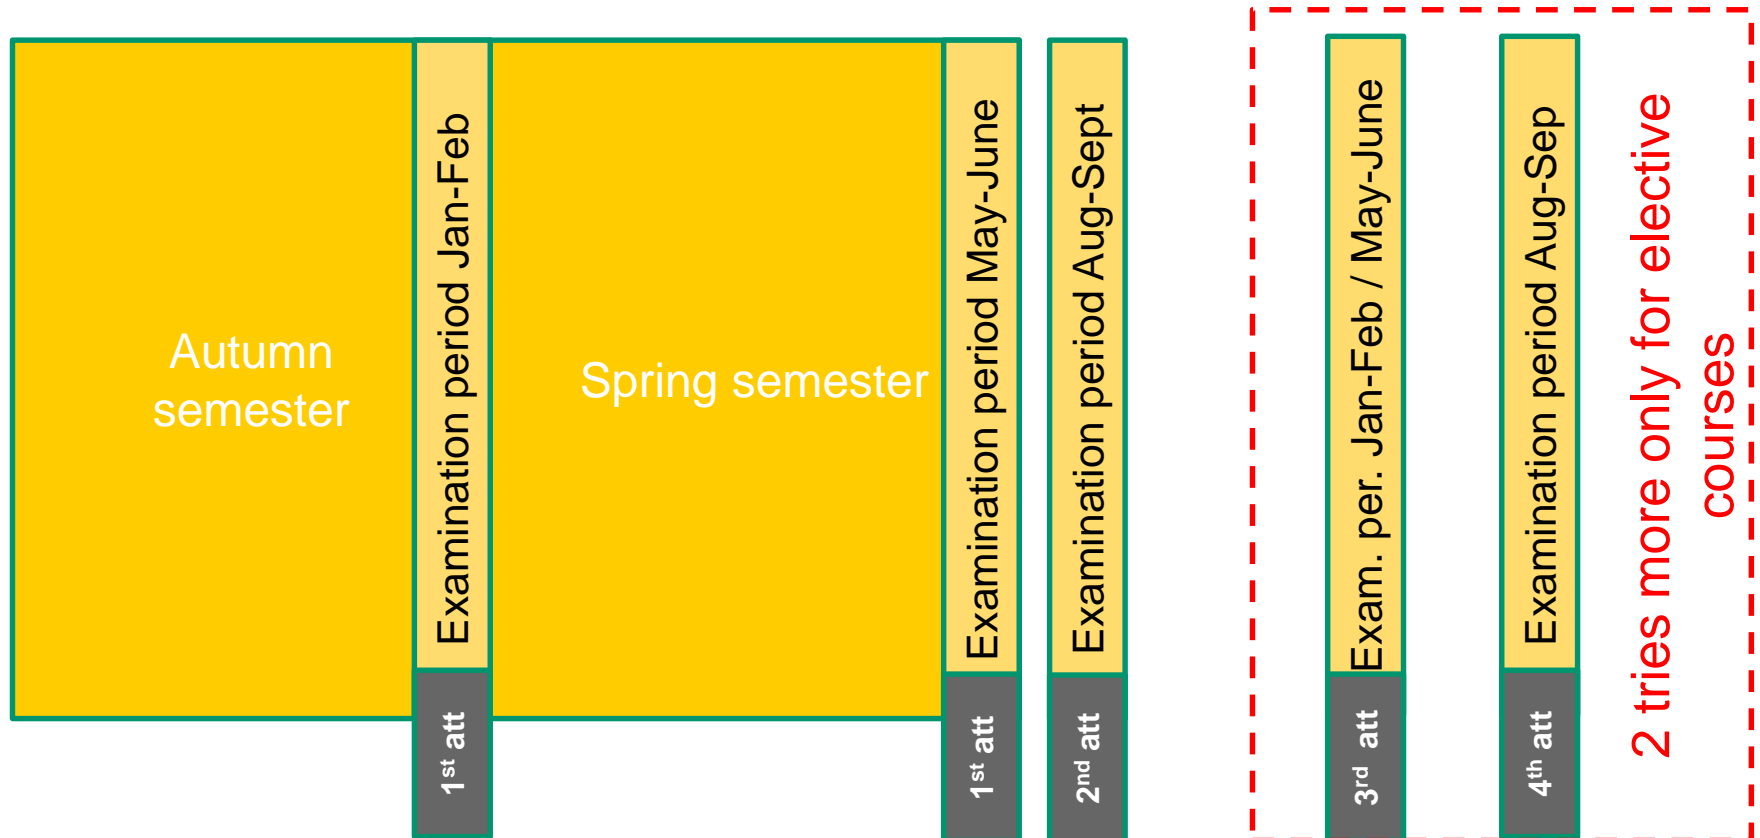 Autumn
semester
Examination period Jan-Feb
1st att
Spring semester
Examination period May-June
1st att
Examination period Aug-Sept
2nd att
Exam. per. Jan-Feb / May-June
3rd att
Examination period Aug-Sep
4th att
2 tries more only for elective
courses